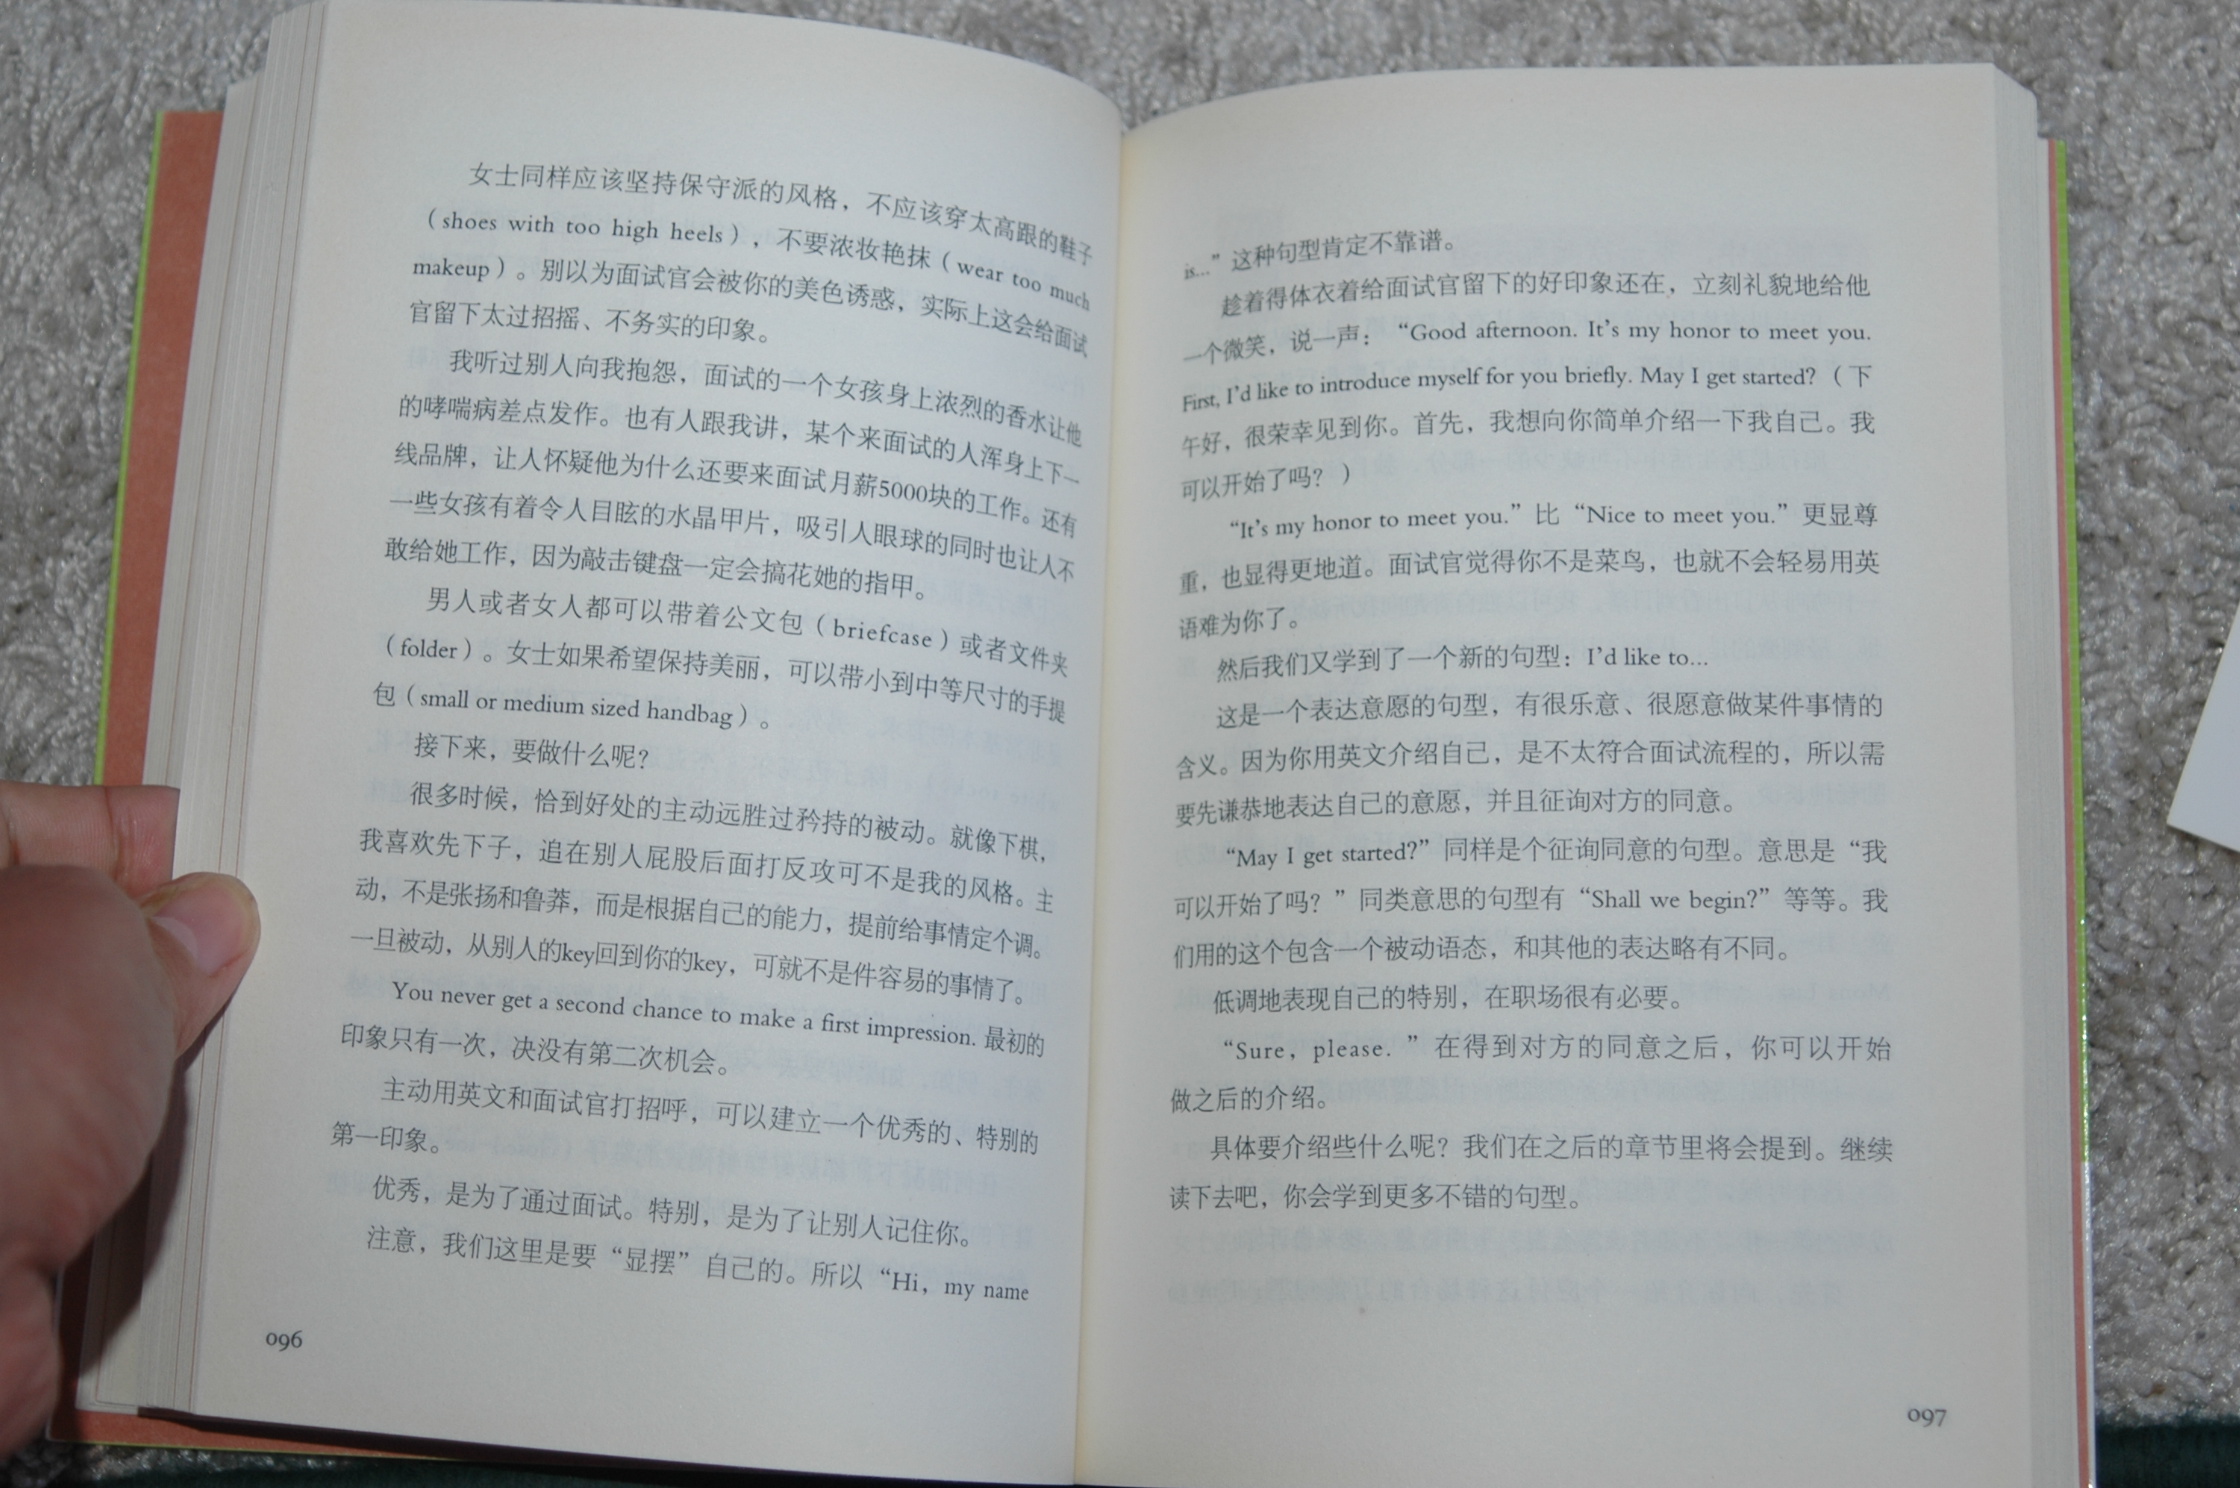 女士同样应该坚持保守派的风格，不应该穿太高跟的鞋子
（shoes with too high heels），不要浓妆艳抹（wear too much
makeup）。别以为面试官会被你的美色诱惑，实际上这会给面试
官留下太过招摇、不务实的印象。
我听过别人向我抱怨，面试的一个女孩身上浓烈的香水让他
的哮喘病差点发作。也有人跟我讲，某个来面试的人浑身上下一
线品牌，让人怀疑他为什么还要来面试月薪5000块的工作。还有
一些女孩有着令人目眩的水晶甲片，吸引人眼球的同时也让人不
敢给她工作，因为敲击键盘一定会搞花她的指甲。
男人或者女人都可以带着公文包（briefcase）或者文件夹
（folder）。女士如果希望保持美丽，可以带小到中等尺寸的手提
包（small or medium sized handbag）。
接下来，要做什么呢？
很多时候，恰到好处的主动远胜过矜持的被动。就像下棋，
我喜欢先下子，追在别人屁股后面打反攻可不是我的风格。主
动，不是张扬和鲁莽，而是根据自己的能力，提前给事情定个调。
一旦被动，从别人的key回到你的key，可就不是件容易的事情了。
You never get a second chance to make a first impression. 最初的
印象只有一次，决没有第二次机会。
主动用英文和面试官打招呼，可以建立一个优秀的、特别的
第一印象。
优秀，是为了通过面试。特别，是为了让别人记住你。
注意，我们这里是要“显摆”自己的。所以“Hi，my name
096
is...”这种句型肯定不靠谱。
趁着得体衣着给面试官留下的好印象还在，立刻礼貌地给他
一个微笑，说一声：“Good afternoon. It's my honor to meet you.
First, I'd like to introduce myself for you briefly. May I get started?（下
午好，很荣幸见到你。首先，我想向你简单介绍一下我自己。我
可以开始了吗？）
“It's my honor to meet you.”比“Nice to meet you.”更显尊
重，也显得更地道。面试官觉得你不是菜鸟，也就不会轻易用英
语难为你了。
然后我们又学到了一个新的句型：I'd like to...
这是一个表达意愿的句型，有很乐意、很愿意做某件事情的
含义。因为你用英文介绍自己，是不太符合面试流程的，所以需
要先谦恭地表达自己的意愿，并且征询对方的同意。
“May I get started?”同样是个征询同意的句型。意思是“我
可以开始了吗？”同类意思的句型有“Shall we begin?”等等。我
们用的这个包含一个被动语态，和其他的表达略有不同。
低调地表现自己的特别，在职场很有必要。
“Sure，please．”在得到对方的同意之后，你可以开始
做之后的介绍。
具体要介绍些什么呢？我们在之后的章节里将会提到。继续
读下去吧，你会学到更多不错的句型。
097